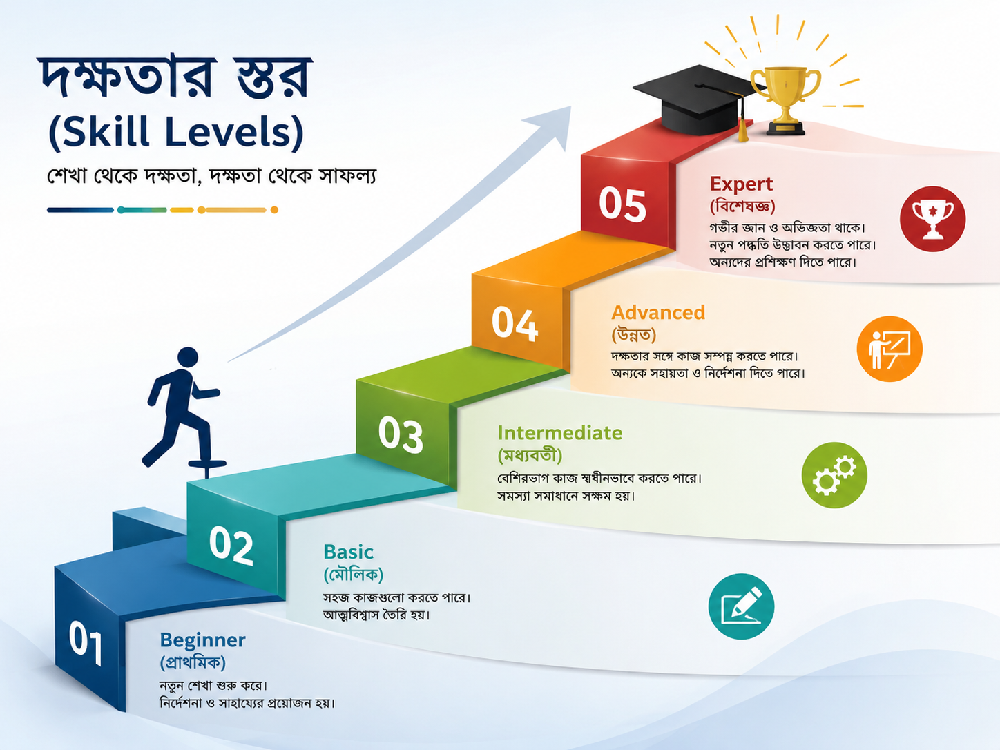 দক্ষতার স্তর
(Skill Levels)
শেখা থেকে দক্ষতা, দক্ষতা থেকে সাফল্য
05
Expert
(বিশেষজ্ঞ)
গভীর জান ও অভিজতা থাকে।
নতুন পদ্ধতি উদ্ভাবন করতে পারে।
অন্যদের প্রশিক্ষণ দিতে পারে।
04
Advanced
(উন্নত)
দক্ষতার সঙ্গে কাজ সম্পন্ন করতে পারে।
অন্যকে সহায়তা ও নির্দেশনা দিতে পারে।
03
Intermediate
(মধ্যবতী)
বেশিরভাগ কাজ স্বধীনভাবে করতে পারে।
সমস্যা সমাধানে সক্ষম হয়।
02
Basic
(মৌলিক)
সহজ কাজগুলো করতে পারে।
আত্মবিশ্বাস তৈরি হয়।
01
Beginner
(প্রাথমিক)
নতুন শেখা শুরু করে।
নির্দেশনা ও সাহায্যের প্রয়োজন হয়।